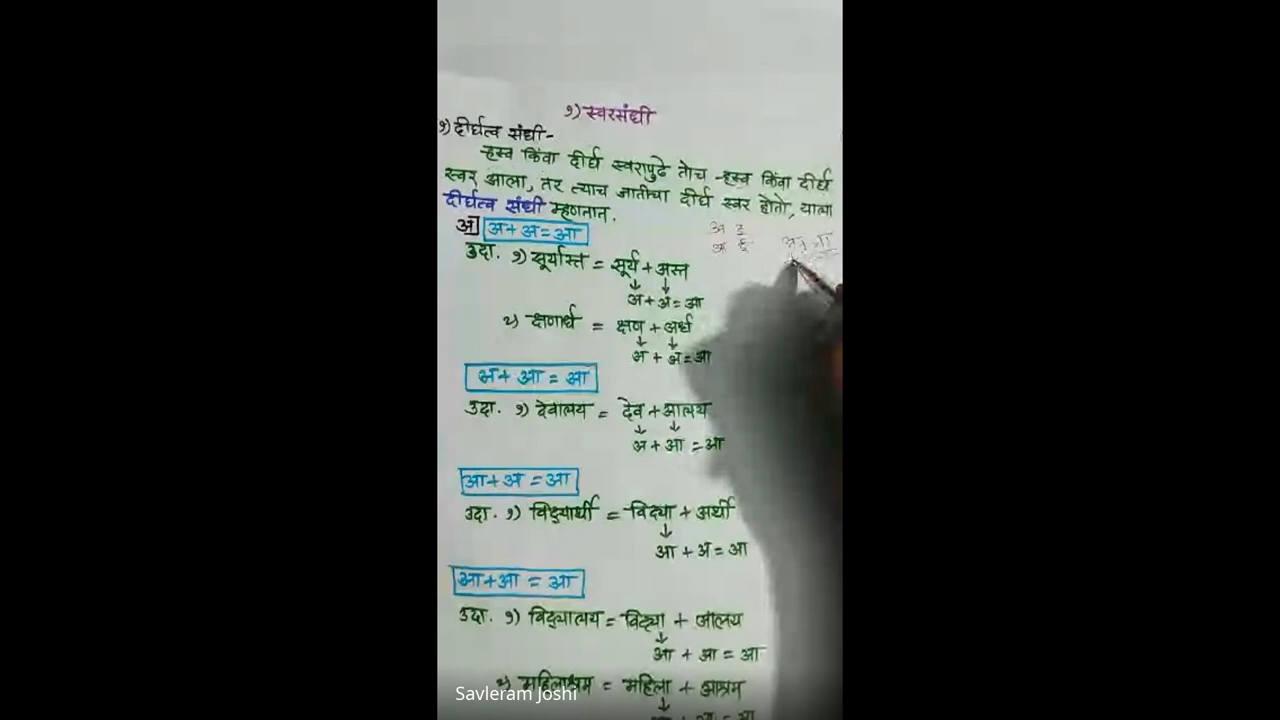 १) स्वरसंधी
१) दीर्घत्व संधी-
ऱ्हस्व किंवा दीर्घ स्वरापुढे तोच ऱ्हस्व किंवा दीर्घ
स्वर आला, तर त्याच जातीचा दीर्घ स्वर होतो, याला
दीर्घत्व संधी म्हणतात.
अ] अ+अ=आ
उदा. १) सूर्यास्त = सूर्य + अस्त
↓ ↓
अ+अ=आ
२) क्षणार्ध = क्षण + अर्ध
↓ ↓
अ + अ=आ
अ+ आ = आ
उदा. १) देवालय = देव + आलय
↓ ↓
अ + आ =आ
आ+अ =आ
उदा. १) विद्यार्थी = विद्या + अर्थी
↓
आ + अ = आ
आ+आ = आ
उदा. १) विद्यालय = विद्या + आलय
↓
आ + आ = आ
२) महिलाश्रम = महिला + आश्रम
↓
Savleram Joshi